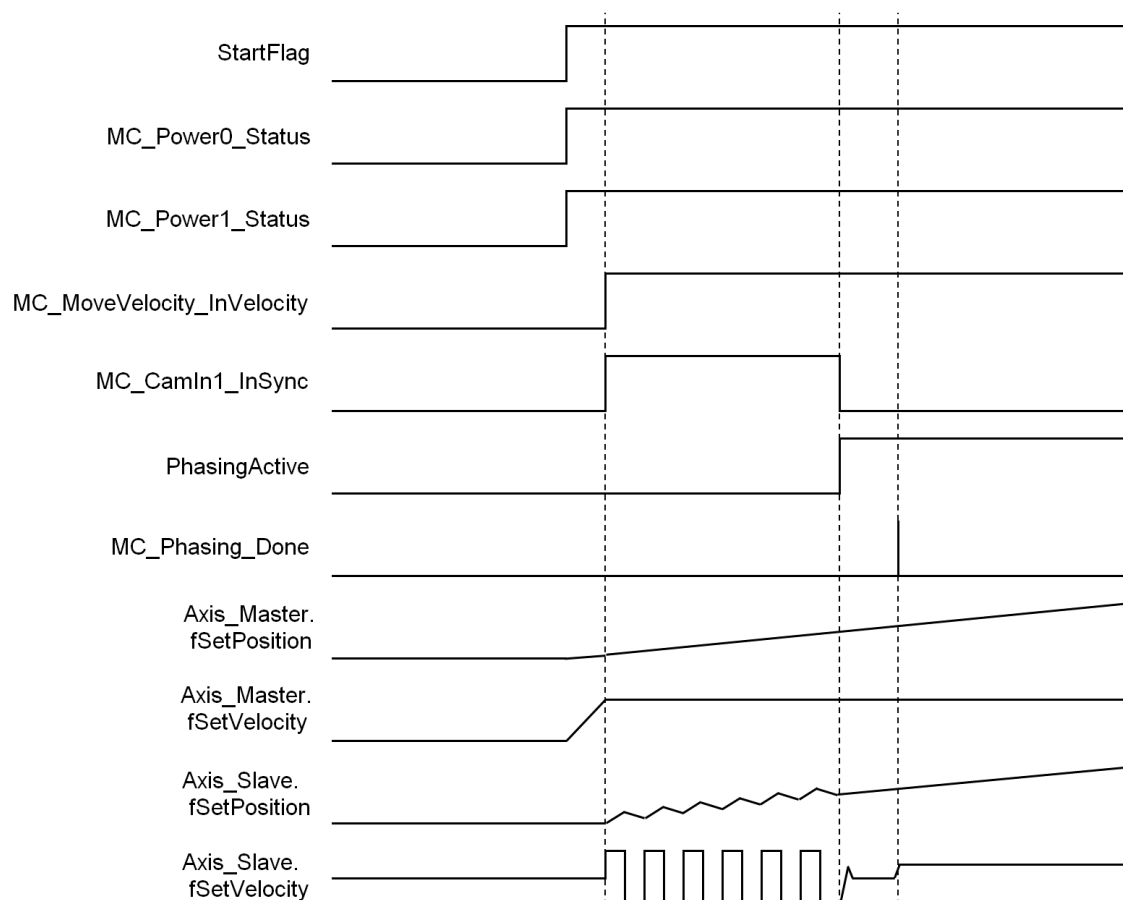 StartFlag
MC_Power0_Status
MC_Power1_Status
MC_MoveVelocity_InVelocity
MC_CamIn1_InSync
PhasingActive
MC_Phasing_Done
Axis_Master.
fSetPosition
Axis_Master.
fSetVelocity
Axis_Slave.
fSetPosition
Axis_Slave.
fSetVelocity